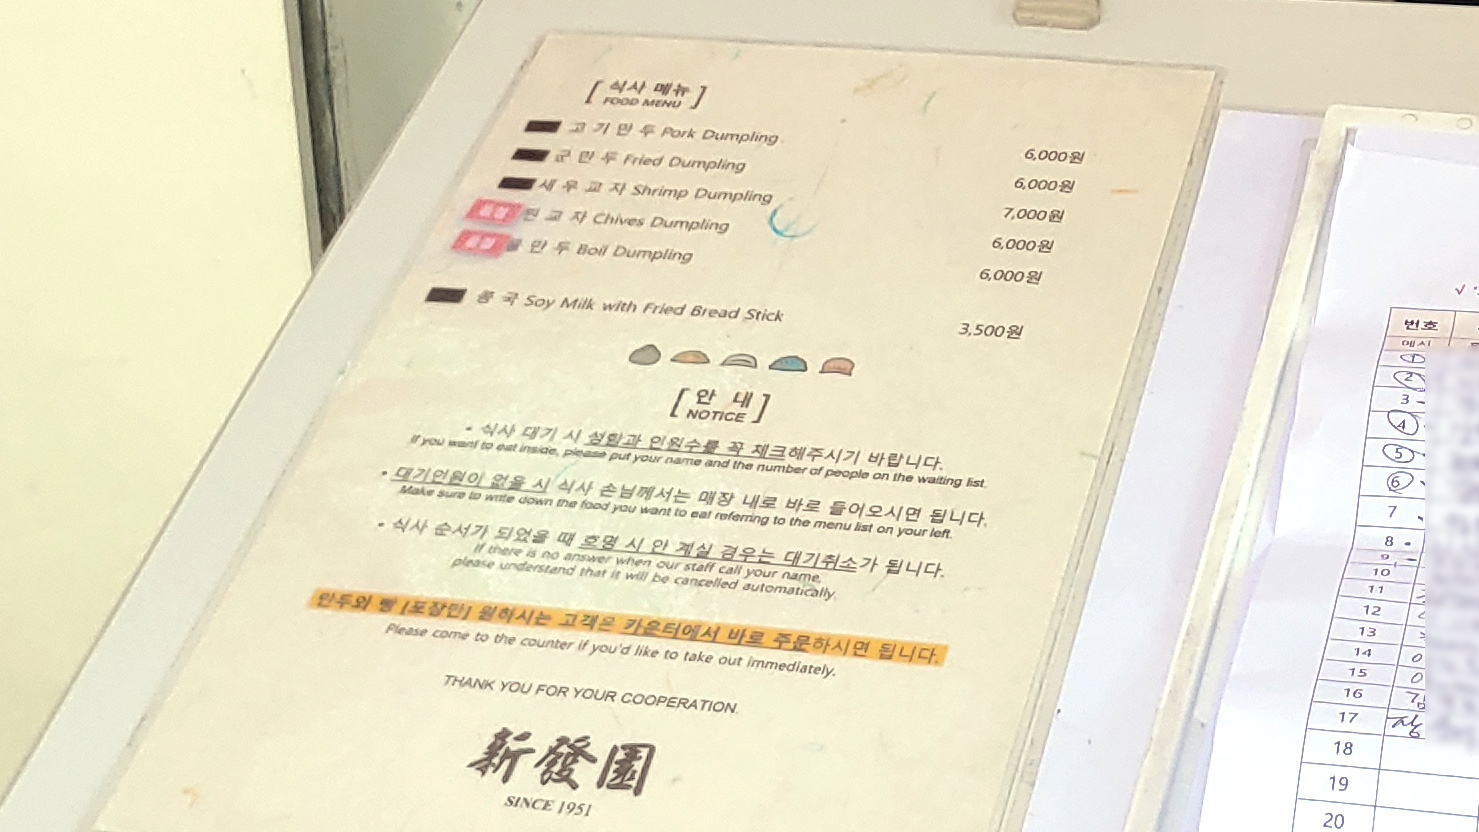 식사 메뉴
FOOD MENU
고기만두 Pork Dumpling 6,000원
군만두 Fried Dumpling 6,000원
새우교자 Shrimp Dumpling 7,000원
교자 Chives Dumpling 6,000원
물만두 Boil Dumpling 6,000원
콩국 Soy Milk with Fried Bread Stick 3,500원
안 내
NOTICE
• 식사 대기 시 성함과 인원수를 꼭 체크해주시기 바랍니다.
If you want to eat inside, please put your name and the number of people on the waiting list.
• 대기인원이 없을 시 식사 손님께서는 매장 내로 바로 들어오시면 됩니다.
Make sure to write down the food you want to eat referring to the menu list on your left.
• 식사 순서가 되었을 때 호명 시 안 계실 경우는 대기취소가 됩니다.
If there is no answer when our staff call your name,
please understand that it will be cancelled automatically.
만두와 빵 [포장만] 원하시는 고객은 카운터에서 바로 주문하시면 됩니다.
Please come to the counter if you'd like to take out immediately.
THANK YOU FOR YOUR COOPERATION.
新發園
SINCE 1951
번호
예시
1
2
3
4
5
6
7
8
9
10
11
12
13
14
15
16
17
18
19
20